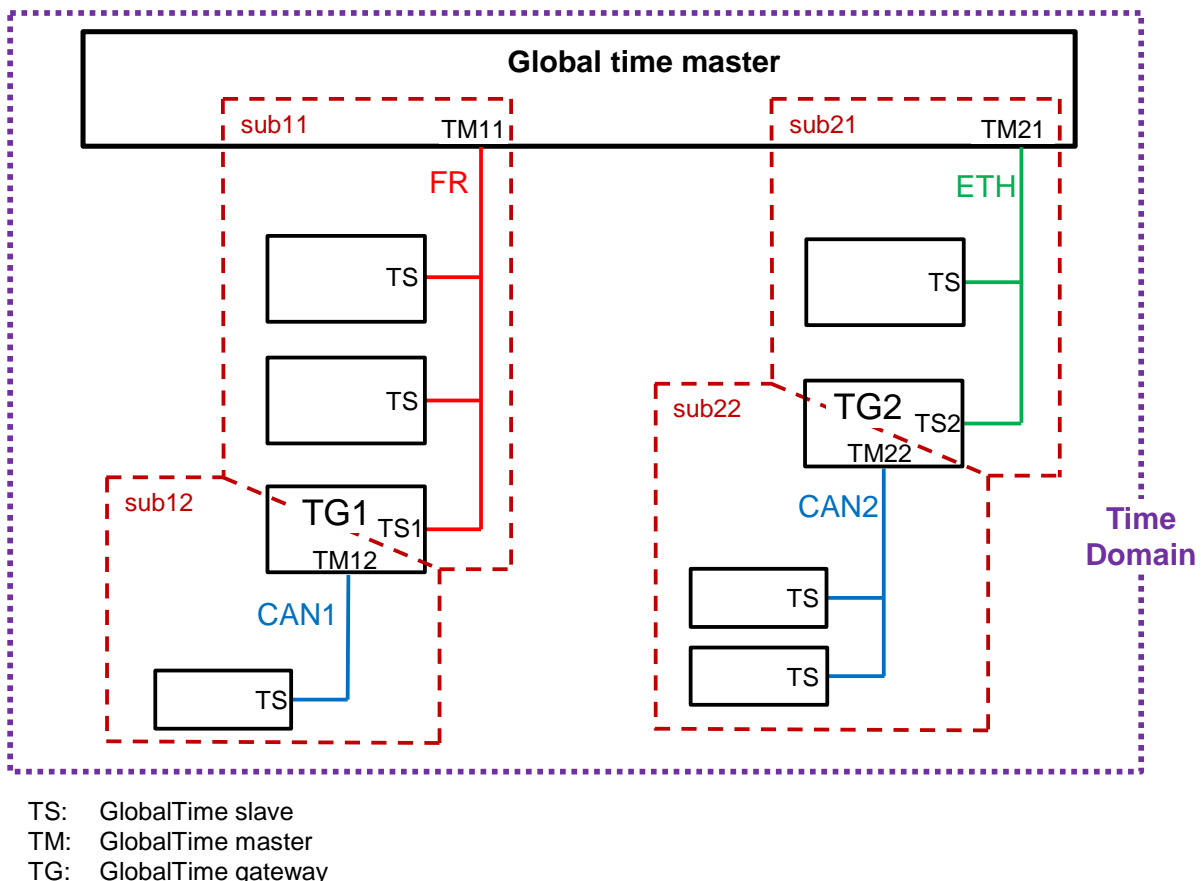 Global time master
sub11
TM11
sub21
TM21
FR
ETH
TS
TS
TS
sub22
TG2
TS2
TM22
sub12
TG1
TS1
TM12
CAN2
Time
Domain
CAN1
TS
TS
TS
TS: GlobalTime slave
TM: GlobalTime master
TG: GlobalTime gateway